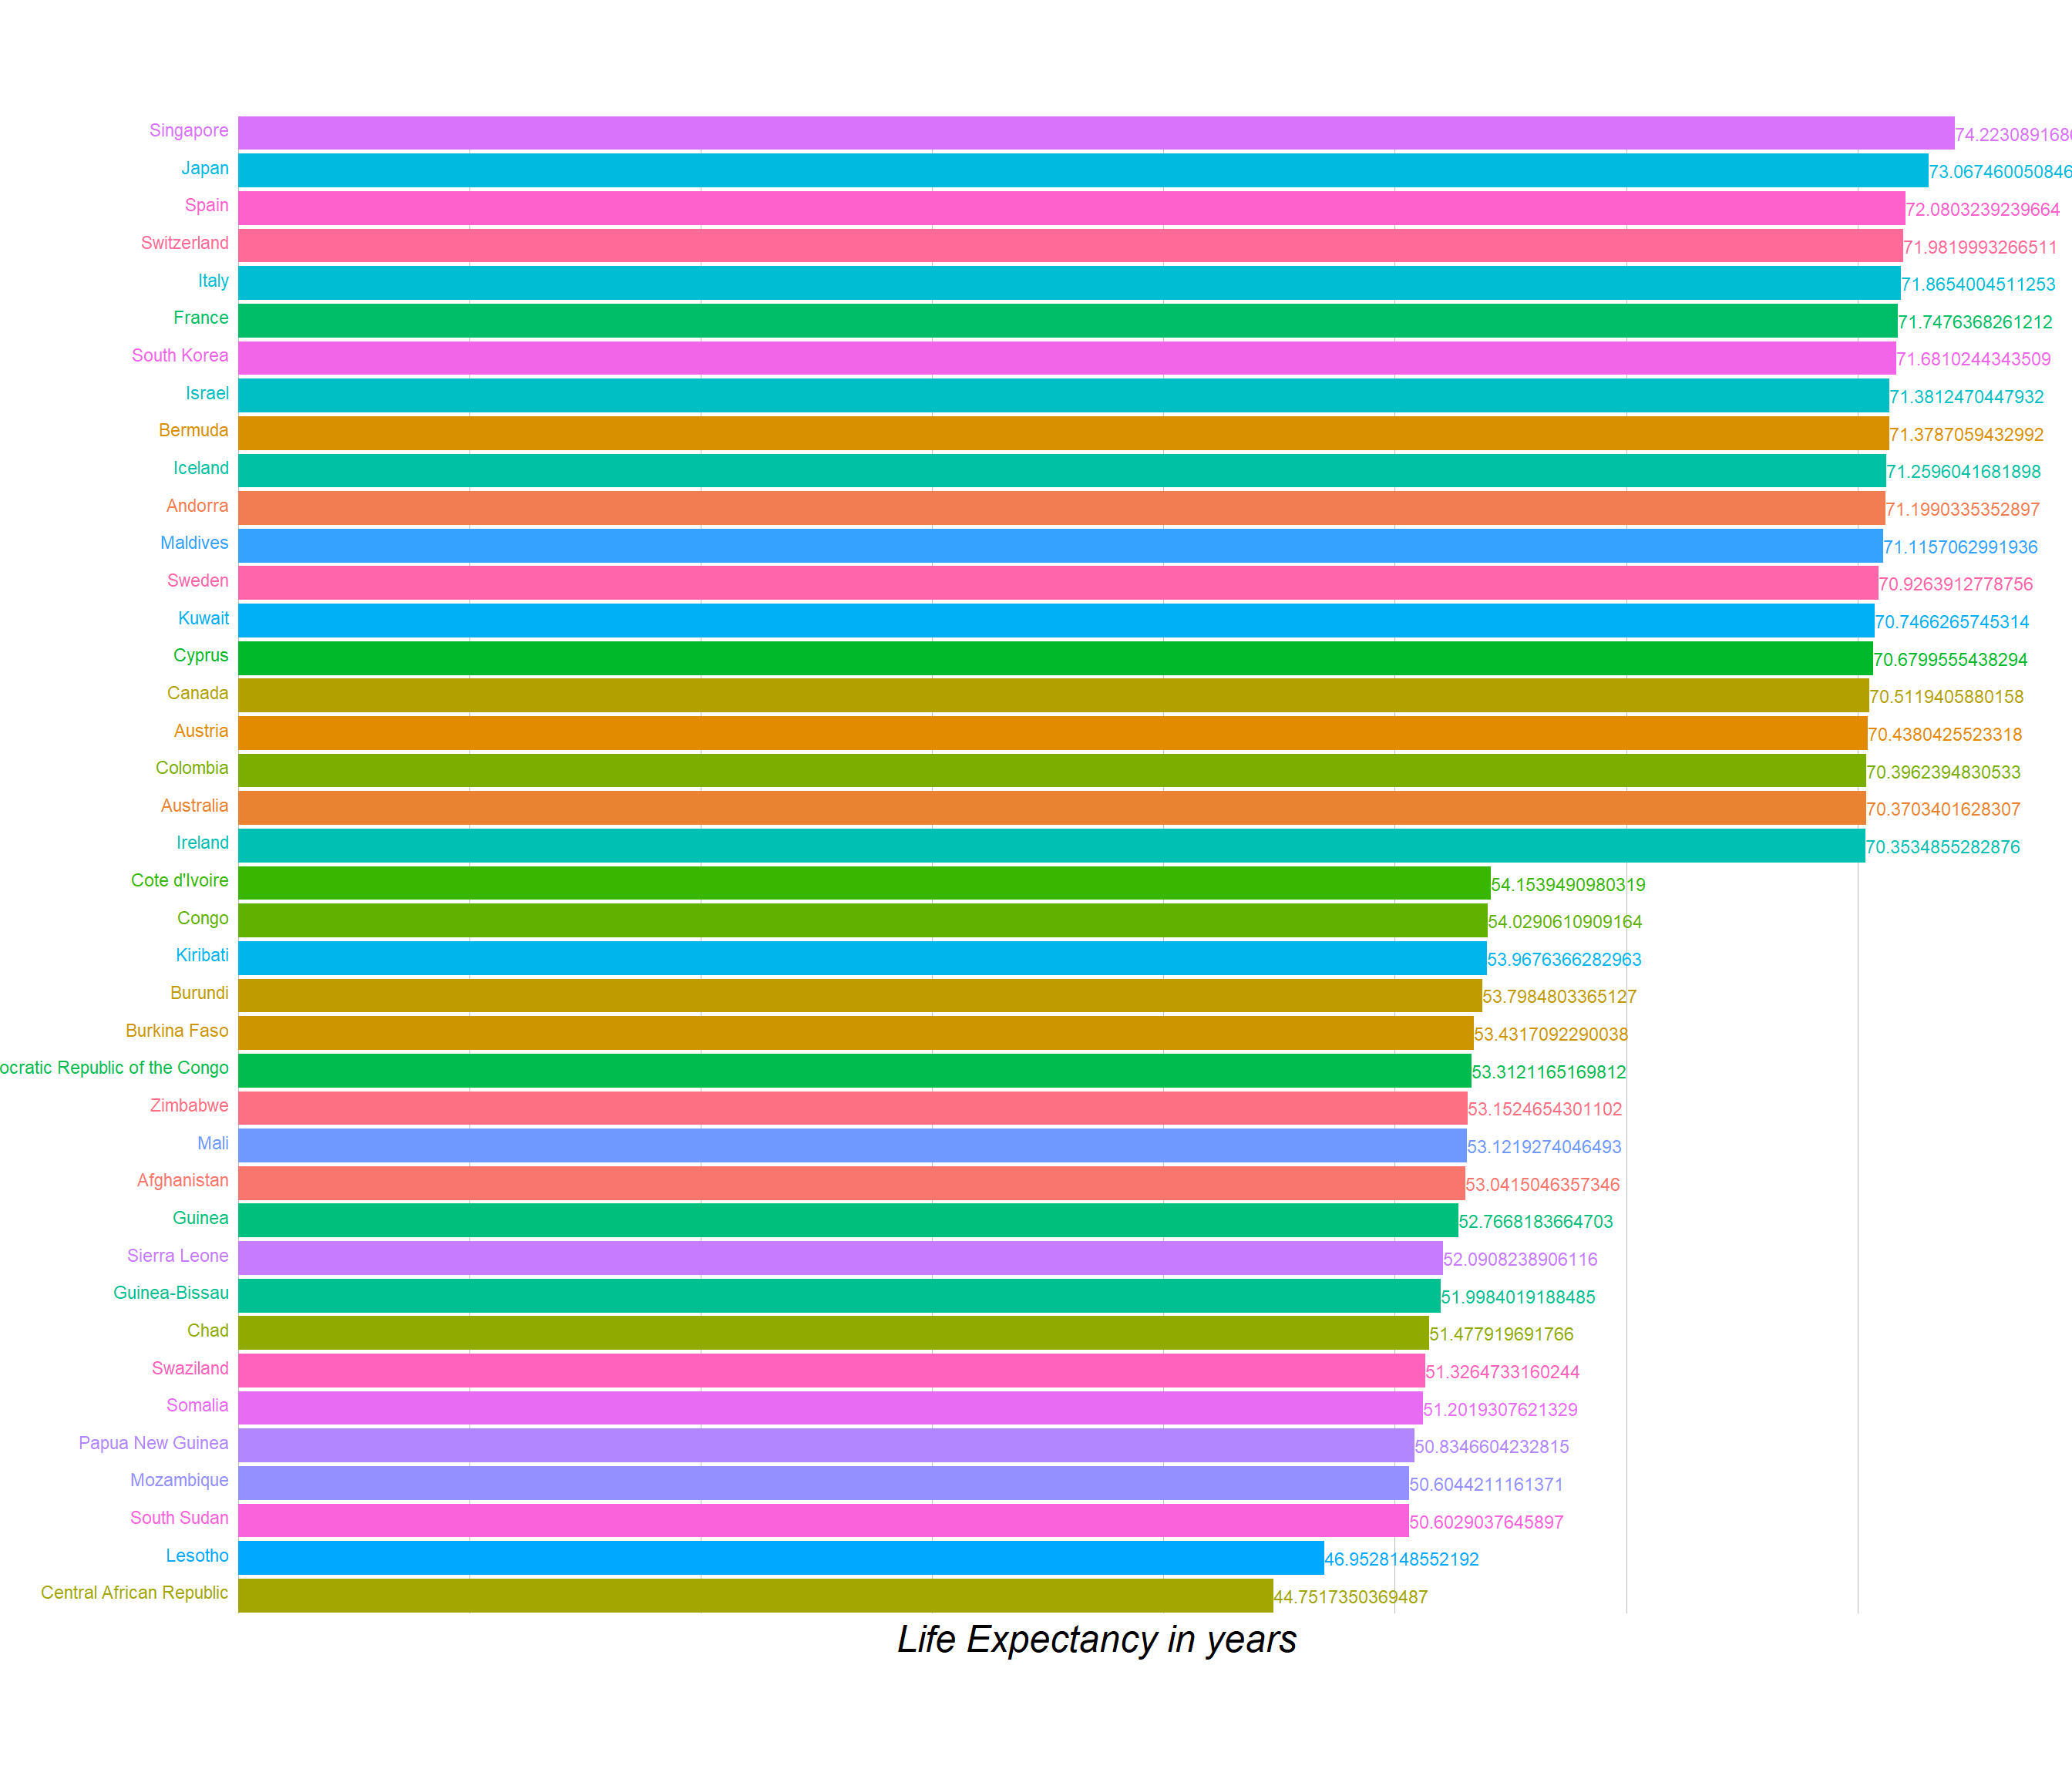 Singapore 74.2230891680
Japan 73.067460050846
Spain 72.0803239239664
Switzerland 71.9819993266511
Italy 71.8654004511253
France 71.7476368261212
South Korea 71.6810244343509
Israel 71.3812470447932
Bermuda 71.3787059432992
Iceland 71.2596041681898
Andorra 71.1990335352897
Maldives 71.1157062991936
Sweden 70.9263912778756
Kuwait 70.7466265745314
Cyprus 70.6799555438294
Canada 70.5119405880158
Austria 70.4380425523318
Colombia 70.3962394830533
Australia 70.3703401628307
Ireland 70.3534855282876
Cote d'Ivoire 54.1539490980319
Congo 54.0290610909164
Kiribati 53.9676366282963
Burundi 53.7984803365127
Burkina Faso 53.4317092290038
ocratic Republic of the Congo 53.3121165169812
Zimbabwe 53.1524654301102
Mali 53.1219274046493
Afghanistan 53.0415046357346
Guinea 52.7668183664703
Sierra Leone 52.0908238906116
Guinea-Bissau 51.9984019188485
Chad 51.477919691766
Swaziland 51.3264733160244
Somalia 51.2019307621329
Papua New Guinea 50.8346604232815
Mozambique 50.6044211161371
South Sudan 50.6029037645897
Lesotho 46.9528148552192
Central African Republic 44.7517350369487
Life Expectancy in years